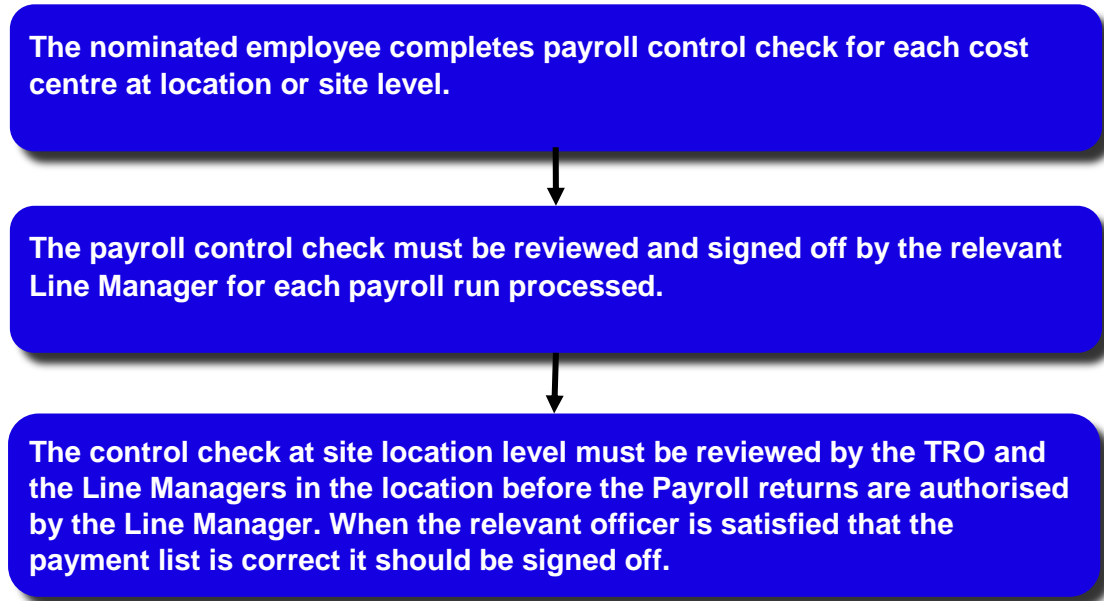 The nominated employee completes payroll control check for each cost
centre at location or site level.
The payroll control check must be reviewed and signed off by the relevant
Line Manager for each payroll run processed.
The control check at site location level must be reviewed by the TRO and
the Line Managers in the location before the Payroll returns are authorised
by the Line Manager. When the relevant officer is satisfied that the
payment list is correct it should be signed off.